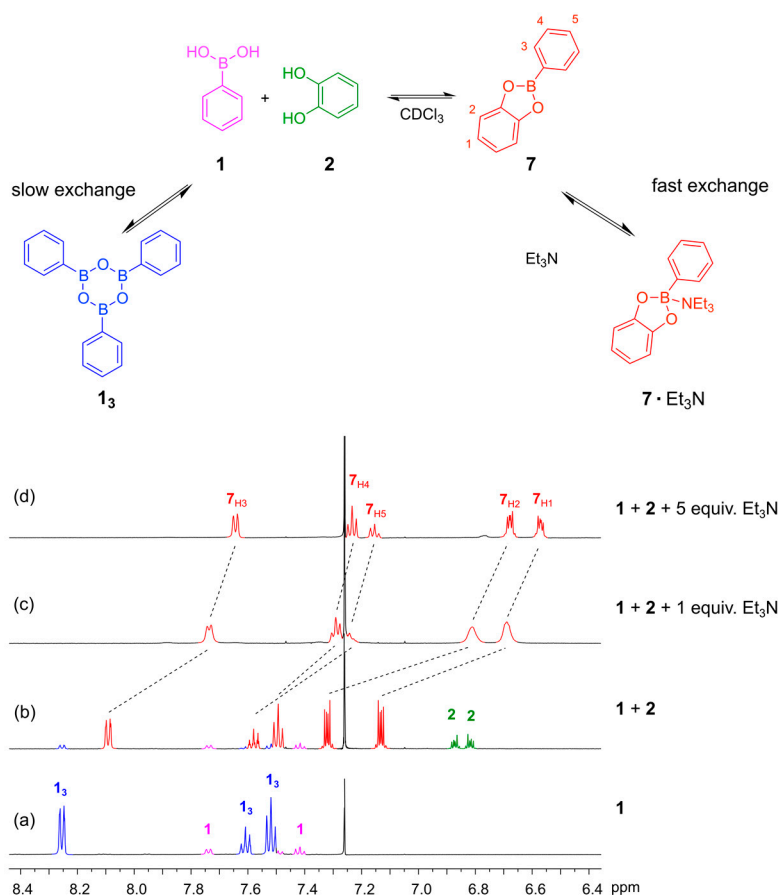 HO OH
B
HO
HO
+
CDCl3
O B
O
1
2
3
4
5
1
2
7
slow exchange
fast exchange
Et3N
B O B
O O
B
O B NEt3
O
13
7 · Et3N
(d)
7H3
7H4
7H5
7H2
7H1
1 + 2 + 5 equiv. Et3N
(c)
1 + 2 + 1 equiv. Et3N
(b)
2 2
1 + 2
(a)
13
1
13
13
1
1
8.4 8.2 8.0 7.8 7.6 7.4 7.2 7.0 6.8 6.6 6.4 ppm